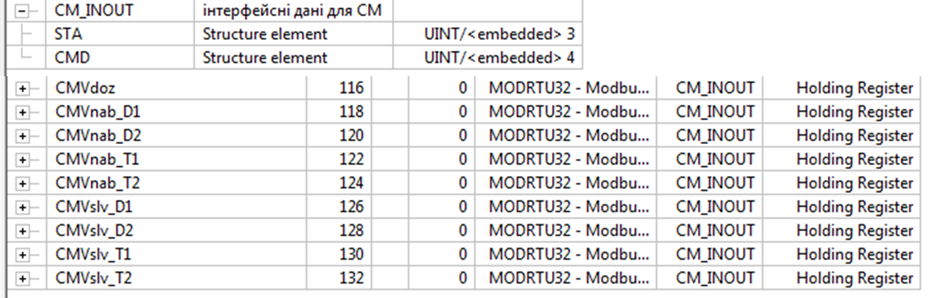 CM_INOUT інтерфейсні дані для СМ
STA Structure element UINT/<embedded> 3
CMD Structure element UINT/<embedded> 4
CMVdoz 116 0 MODRTU32 - Modbu... CM_INOUT Holding Register
CMVnab_D1 118 0 MODRTU32 - Modbu... CM_INOUT Holding Register
CMVnab_D2 120 0 MODRTU32 - Modbu... CM_INOUT Holding Register
CMVnab_T1 122 0 MODRTU32 - Modbu... CM_INOUT Holding Register
CMVnab_T2 124 0 MODRTU32 - Modbu... CM_INOUT Holding Register
CMVslv_D1 126 0 MODRTU32 - Modbu... CM_INOUT Holding Register
CMVslv_D2 128 0 MODRTU32 - Modbu... CM_INOUT Holding Register
CMVslv_T1 130 0 MODRTU32 - Modbu... CM_INOUT Holding Register
CMVslv_T2 132 0 MODRTU32 - Modbu... CM_INOUT Holding Register